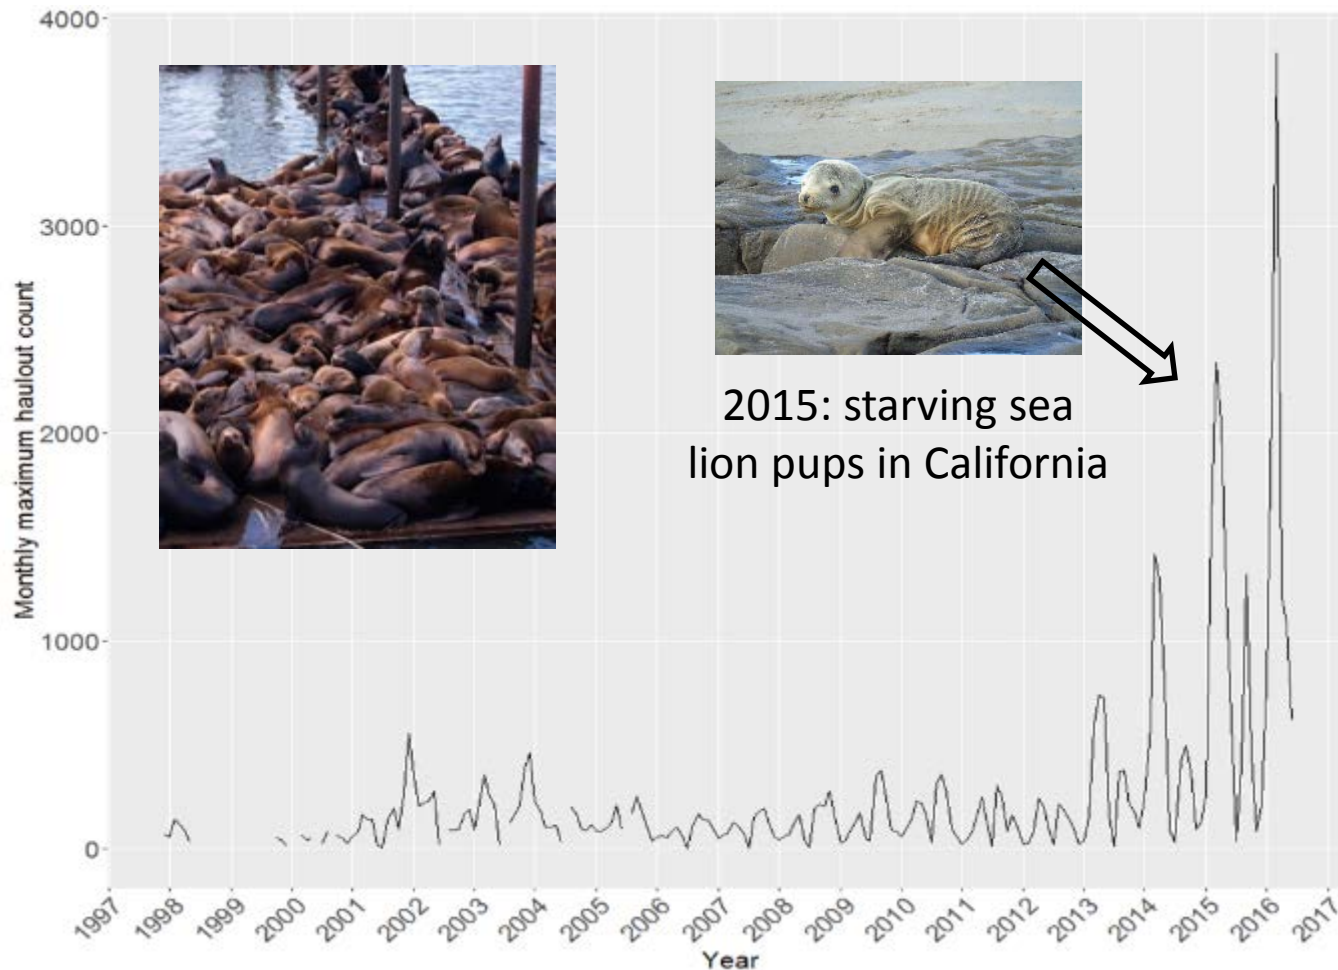 4000
3000
2000
1000
0
Monthly maximum haulout count
2015: starving sea
lion pups in California
1997 1998 1999 2000 2001 2002 2003 2004 2005 2006 2007 2008 2009 2010 2011 2012 2013 2014 2015 2016 2017
Year